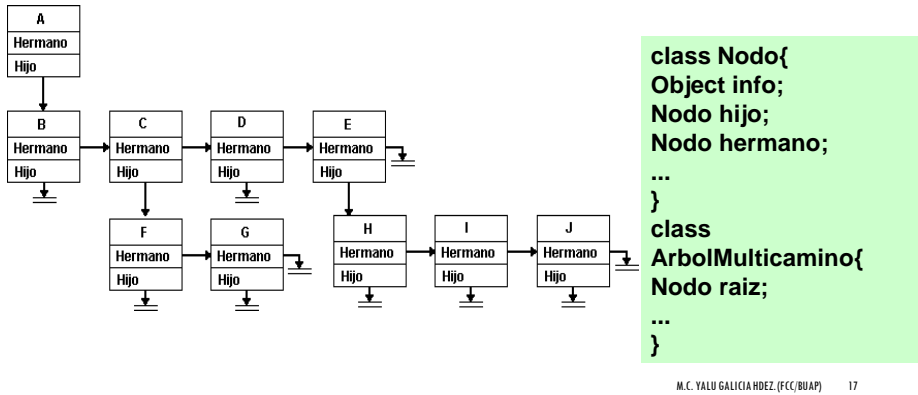 A
Hermano
Hijo
B
C
D
E
Hermano
Hermano
Hermano
Hermano
Hijo
Hijo
Hijo
Hijo
F
G
H
I
J
Hermano
Hermano
Hermano
Hermano
Hermano
Hijo
Hijo
Hijo
Hijo
Hijo
class Nodo{
Object info;
Nodo hijo;
Nodo hermano;
...
}
class
ArbolMulticamino{
Nodo raiz;
...
}
M.C. YALU GALICIA HDEZ. (FCC/BUAP) 17